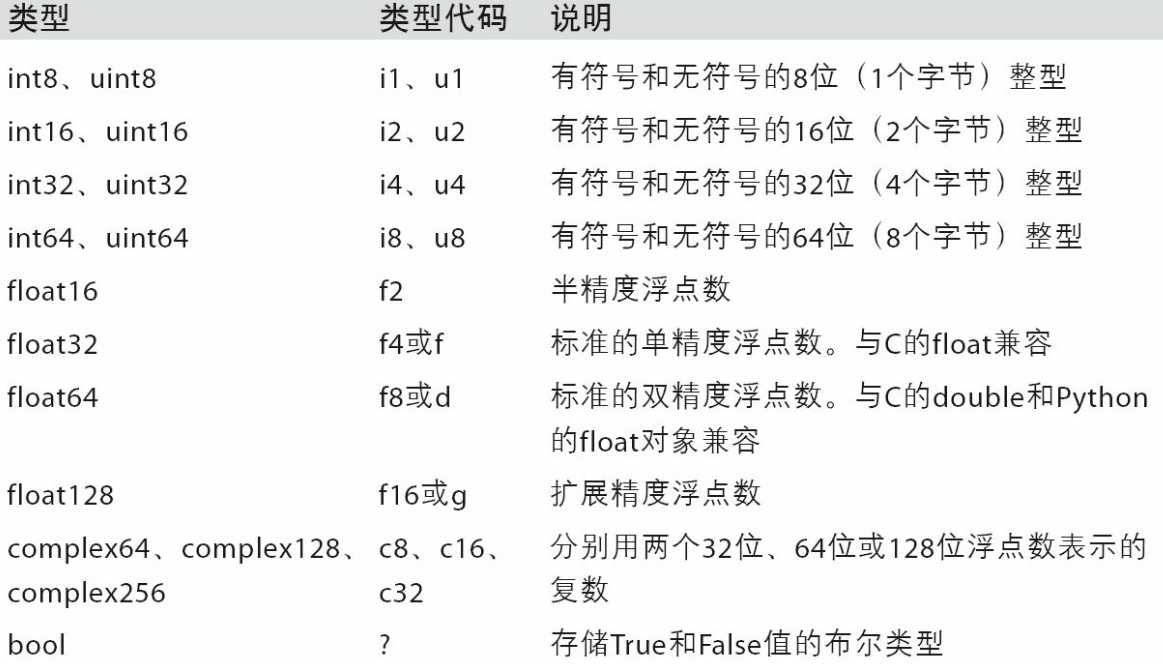 类型 类型代码 说明
int8、uint8 i1、u1 有符号和无符号的8位（1个字节）整型
int16、uint16 i2、u2 有符号和无符号的16位（2个字节）整型
int32、uint32 i4、u4 有符号和无符号的32位（4个字节）整型
int64、uint64 i8、u8 有符号和无符号的64位（8个字节）整型
float16 f2 半精度浮点数
float32 f4或f 标准的单精度浮点数。与C的float兼容
float64 f8或d 标准的双精度浮点数。与C的double和Python
的float对象兼容
float128 f16或g 扩展精度浮点数
complex64、complex128、 c8、c16、 分别用两个32位、64位或128位浮点数表示的
complex256 c32 复数
bool ? 存储True和False值的布尔类型